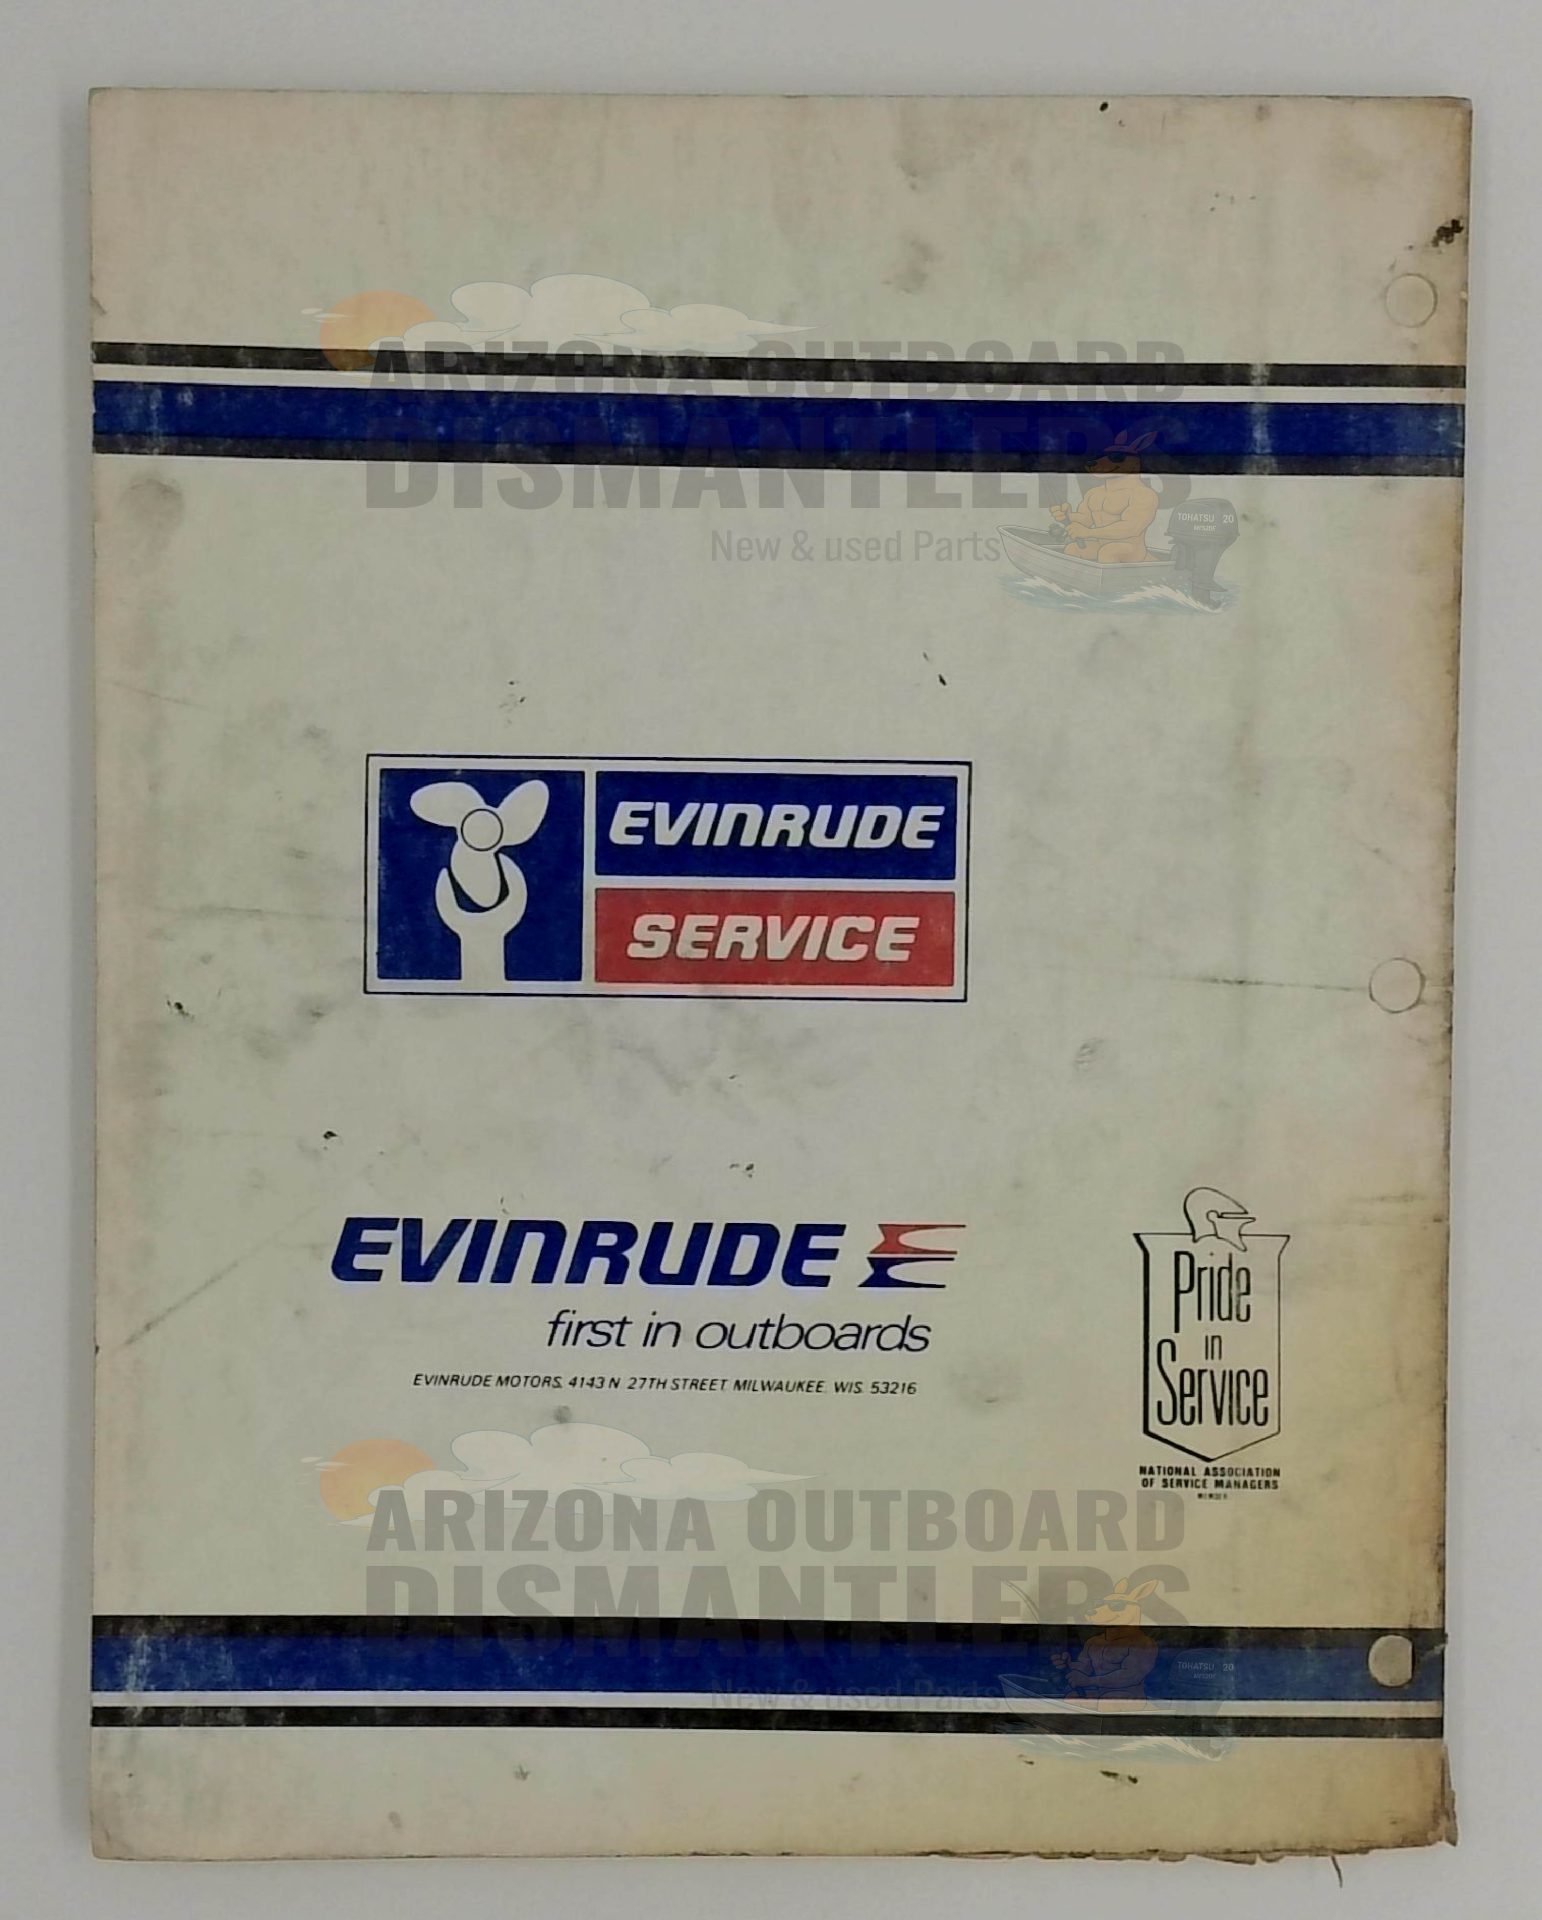 ARIZONA OUTBOARD
DISMANTLERS
New & used Parts
TOHATSU 20
EVINRUDE
SERVICE
EVINRUDE E
first in outboards
EVINRUDE MOTORS, 4143 N. 27TH STREET, MILWAUKEE, WIS. 53216
Pride
in
Service
NATIONAL ASSOCIATION
OF SERVICE MANAGERS
MEMBER
ARIZONA OUTBOARD
DISMANTLERS
New & used Parts
TOHATSU 20